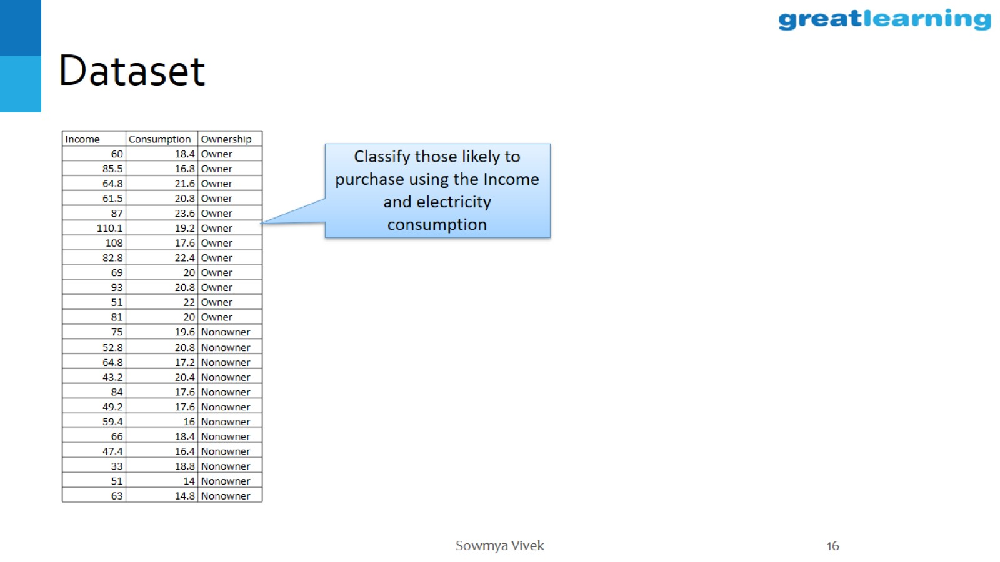 greatlearning
Dataset
Income Consumption Ownership
60 18.4 Owner
85.5 16.8 Owner
64.8 21.6 Owner
61.5 20.8 Owner
87 23.6 Owner
110.1 19.2 Owner
108 17.6 Owner
82.8 22.4 Owner
69 20 Owner
93 20.8 Owner
51 22 Owner
81 20 Owner
75 19.6 Nonowner
52.8 20.8 Nonowner
64.8 17.2 Nonowner
43.2 20.4 Nonowner
84 17.6 Nonowner
49.2 17.6 Nonowner
59.4 16 Nonowner
66 18.4 Nonowner
47.4 16.4 Nonowner
33 18.8 Nonowner
51 14 Nonowner
63 14.8 Nonowner
Classify those likely to
purchase using the Income
and electricity
consumption
Sowmya Vivek
16